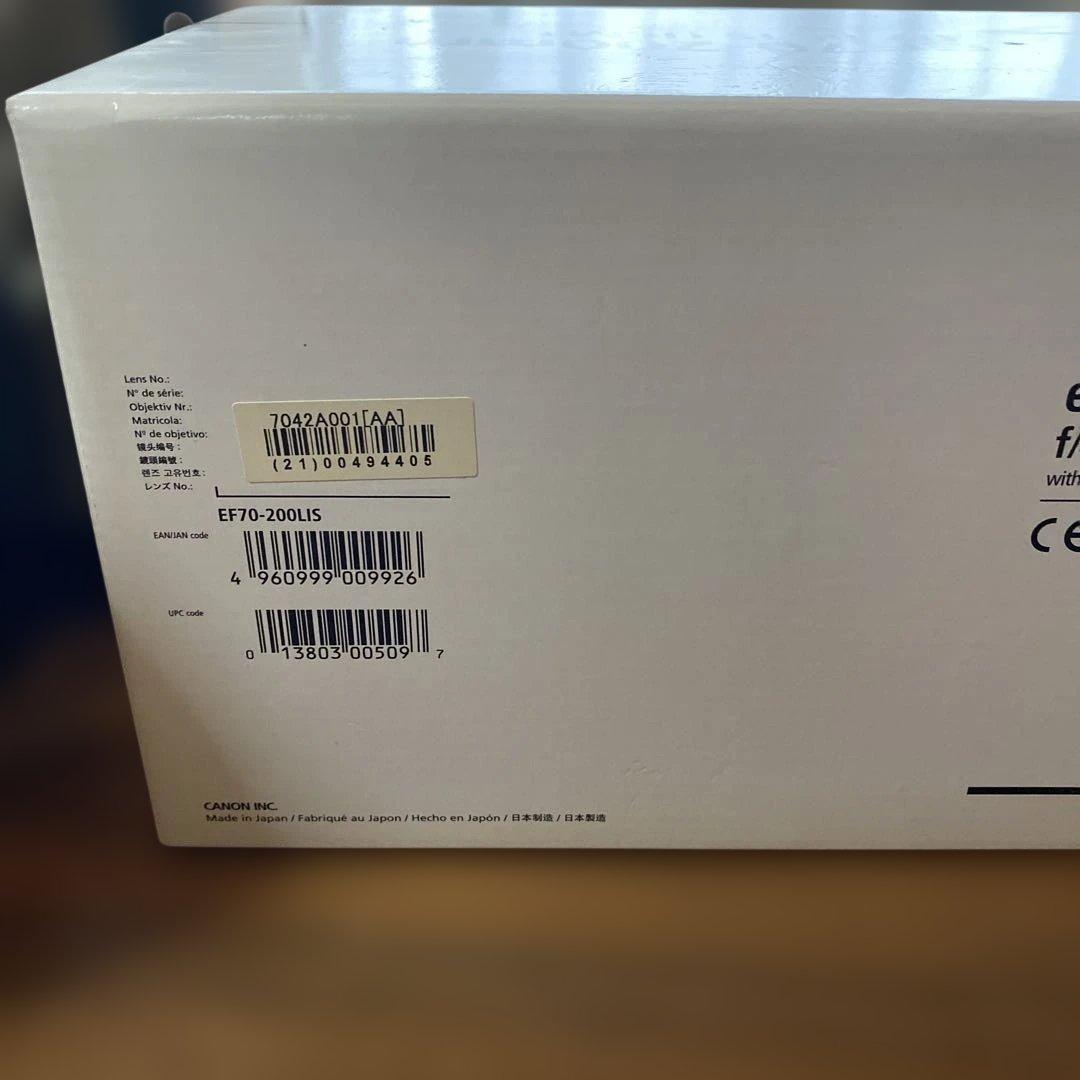 Lens No.:
N° de série:
Objektiv Nr.:
Matricola:
Nº de objetivo:
镜头编号 :
鏡頭編號 :
렌즈 고유번호 :
レンズ No.:
7042A001[AA]
(21)00494405
EF70-200LIS
EAN/JAN code
4 960999 009926
UPC code
0 13803 00509 7
e
f/
with
CE
CANON INC.
Made in Japan / Fabriqué au Japon / Hecho en Japón / 日本制造 / 日本製造